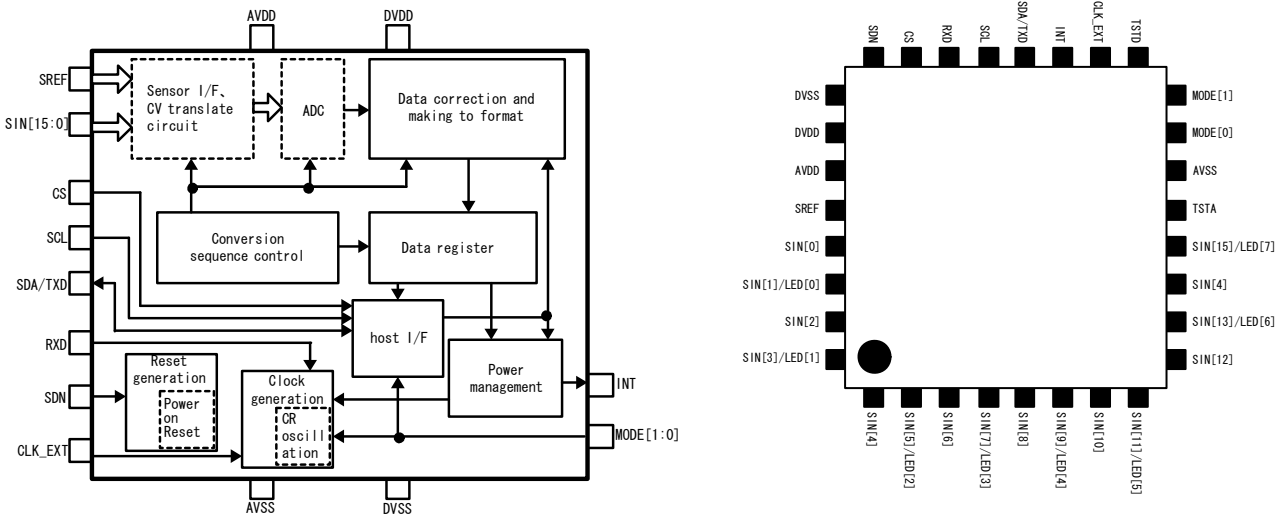 AVDD
DVDD
SREF
SIN[15:0]
CS
SCL
SDA/TXD
RXD
SDN
CLK_EXT
Sensor I/F、
CV translate
circuit
ADC
Data correction and
making to format
Conversion
sequence control
Data register
host I/F
Power
management
Reset
generation
Power
on
Reset
Clock
generation
CR
oscill
ation
INT
MODE[1:0]
AVSS
DVSS
SDN
CS
RXD
SCL
SDA/TXD
INT
CLK_EXT
TSTD
DVSS
DVDD
AVDD
SREF
SIN[0]
SIN[1]/LED[0]
SIN[2]
SIN[3]/LED[1]
MODE[1]
MODE[0]
AVSS
TSTA
SIN[15]/LED[7]
SIN[4]
SIN[13]/LED[6]
SIN[12]
SIN[4]
SIN[5]/LED[2]
SIN[6]
SIN[7]/LED[3]
SIN[8]
SIN[9]/LED[4]
SIN[10]
SIN[11]/LED[5]